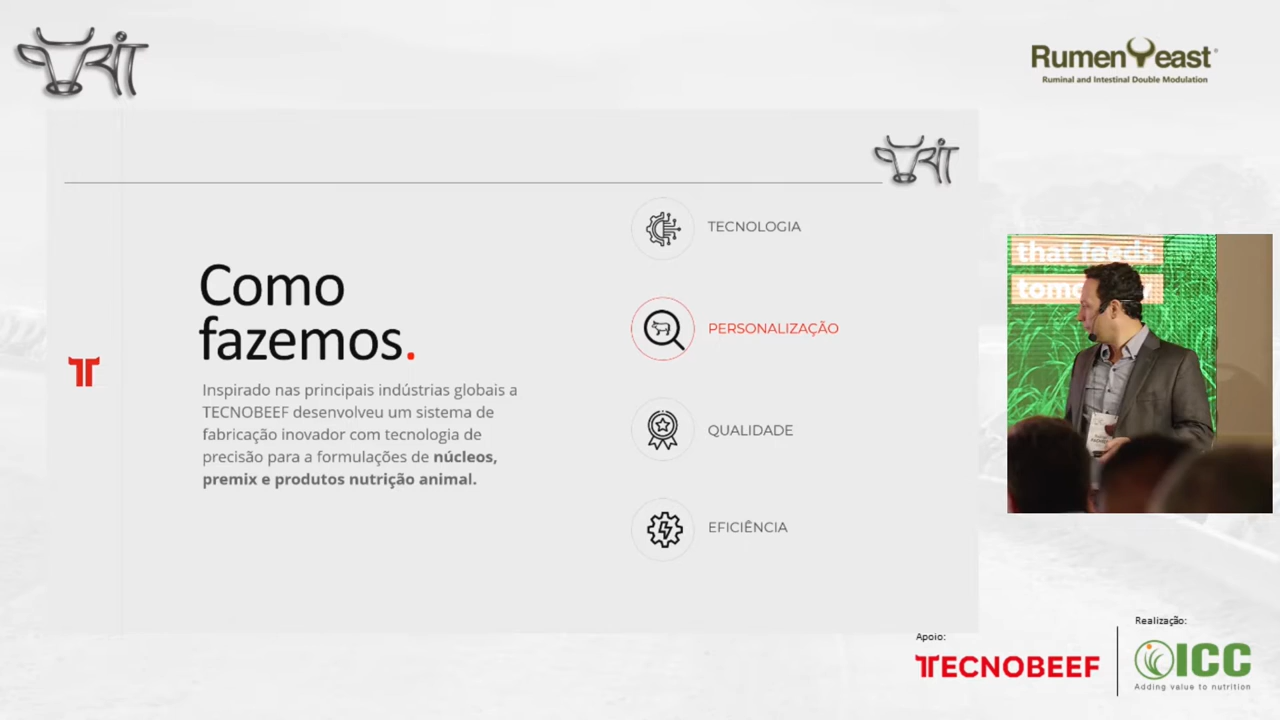 RIT
RumenYeast®
Ruminal and Intestinal Double Modulation
RIT
TECNOLOGIA
Como
fazemos.
PERSONALIZAÇÃO
Inspirado nas principais indústrias globais a
TECNOBEEF desenvolveu um sistema de
fabricação inovador com tecnologia de
precisão para a formulações de núcleos,
premix e produtos nutrição animal.
QUALIDADE
EFICIÊNCIA
that feeds
Apoio:
TECNOBEEF
Realização:
ICC
Adding value to nutrition